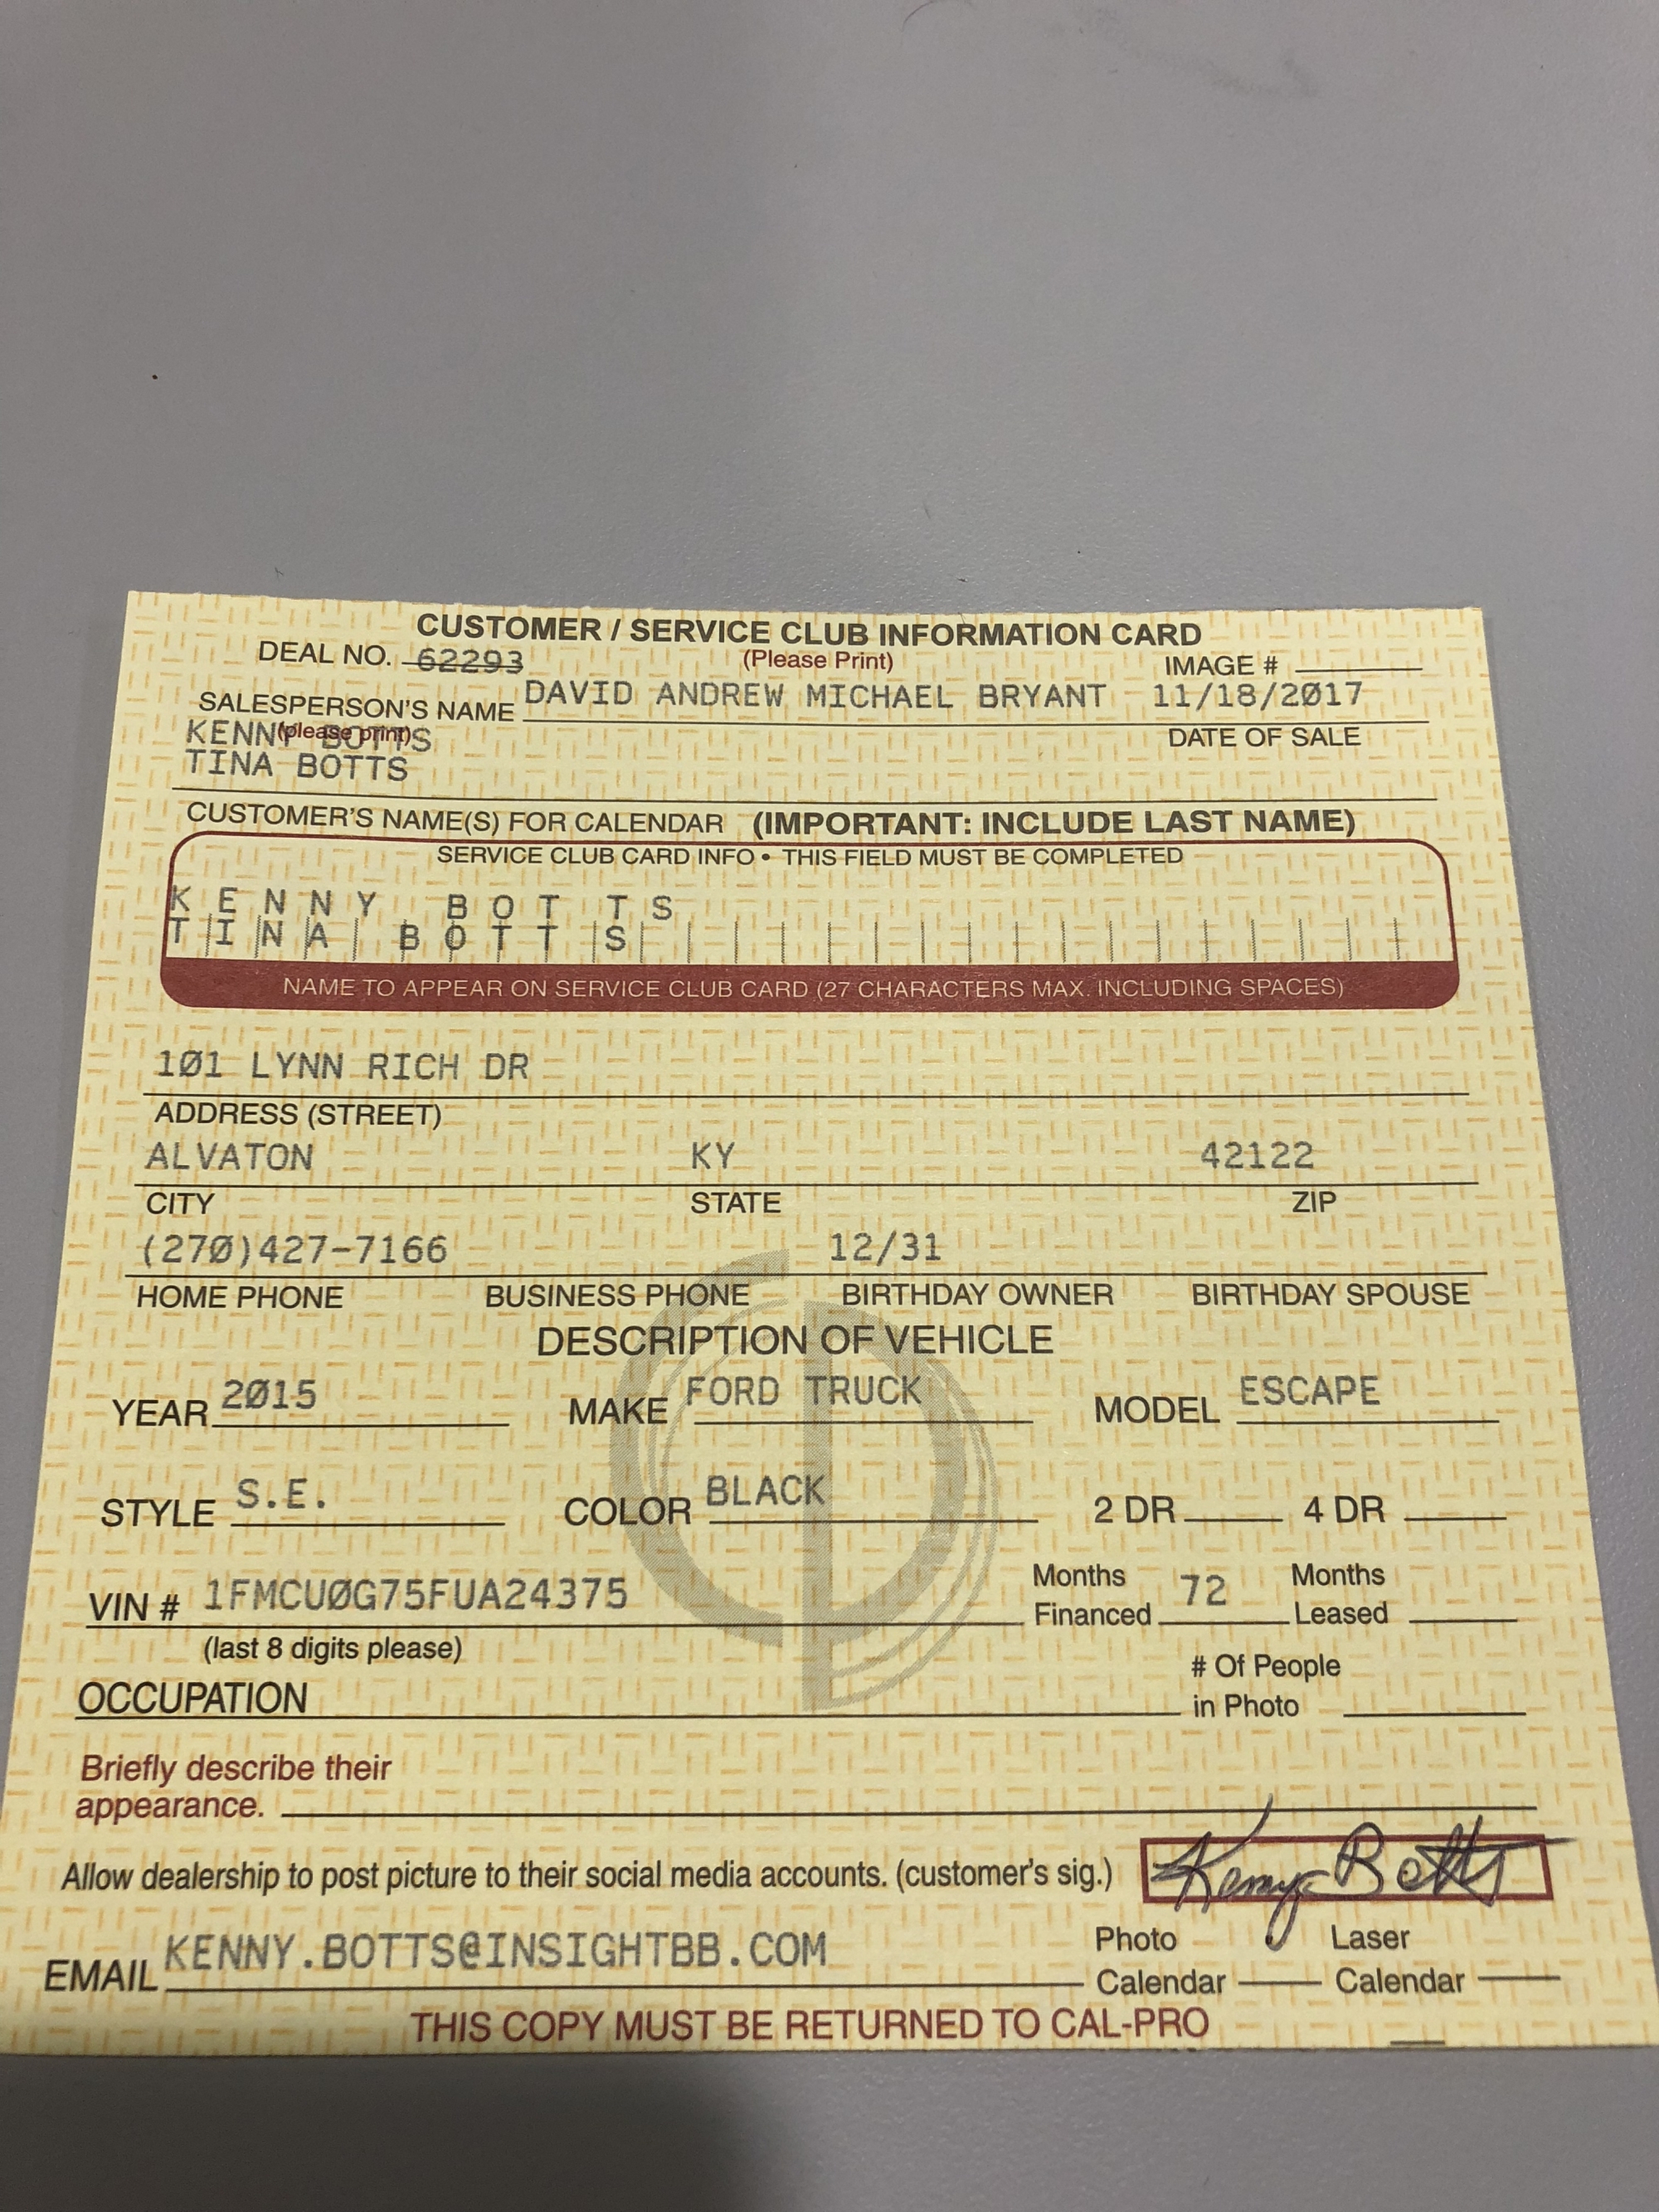 CUSTOMER / SERVICE CLUB INFORMATION CARD
DEAL NO. 62293 (Please Print) IMAGE #
SALESPERSON'S NAME DAVID ANDREW MICHAEL BRYANT 11/18/2017
(please print) DATE OF SALE
KENNY BOTTS
TINA BOTTS
CUSTOMER'S NAME(S) FOR CALENDAR (IMPORTANT: INCLUDE LAST NAME)
SERVICE CLUB CARD INFO • THIS FIELD MUST BE COMPLETED
KENNY BOTTS
TINA BOTTS
NAME TO APPEAR ON SERVICE CLUB CARD (27 CHARACTERS MAX. INCLUDING SPACES)
101 LYNN RICH DR
ADDRESS (STREET)
ALVATON KY 42122
CITY STATE ZIP
(270)427-7166 12/31
HOME PHONE BUSINESS PHONE BIRTHDAY OWNER BIRTHDAY SPOUSE
DESCRIPTION OF VEHICLE
YEAR 2015 MAKE FORD TRUCK MODEL ESCAPE
STYLE S.E. COLOR BLACK 2 DR 4 DR
VIN # 1FMCU0G75FUA24375 Months Financed 72 Months Leased
(last 8 digits please)
OCCUPATION # Of People in Photo
Briefly describe their
appearance.
Allow dealership to post picture to their social media accounts. (customer's sig.) Kenny Botts
EMAIL KENNY.BOTTS@INSIGHTBB.COM Photo Calendar Laser Calendar
THIS COPY MUST BE RETURNED TO CAL-PRO